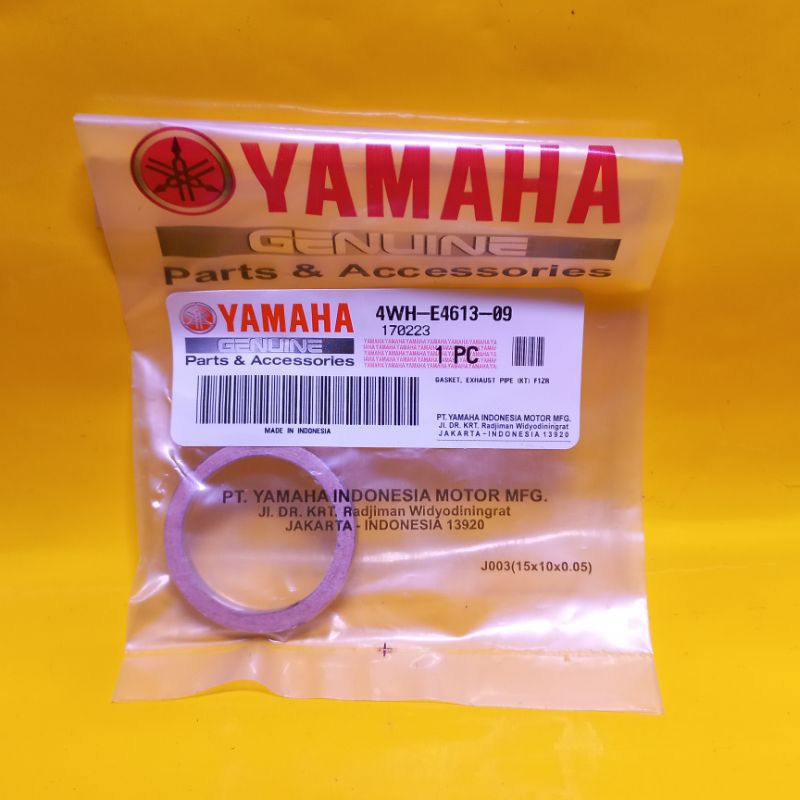 YAMAHA
GENUINE
Parts & Accessories
YAMAHA
GENUINE
Parts & Accessories
4WH-E4613-09
170223
1 PC
GASKET, EXHAUST PIPE (KT) F1ZR
MADE IN INDONESIA
PT. YAMAHA INDONESIA MOTOR MFG.
Jl. DR. KRT. Radjiman Widyodiningrat
JAKARTA - INDONESIA 13920
PT. YAMAHA INDONESIA MOTOR MFG.
Jl. DR. KRT. Radjiman Widyodiningrat
JAKARTA - INDONESIA 13920
J003(15x10x0.05)